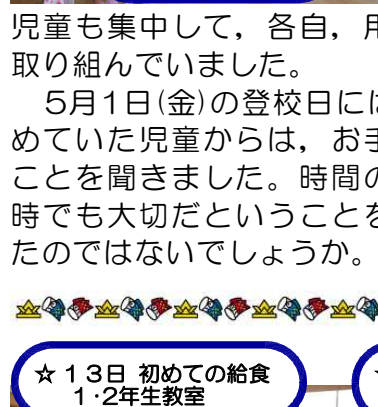 児童も集中して，各自，用
取り組んでいました。
　５月１日(金)の登校日には
めていた児童からは，お手
ことを聞きました。時間の
時でも大切だということを
たのではないでしょうか。
☆１３日 初めての給食
１･２年生教室